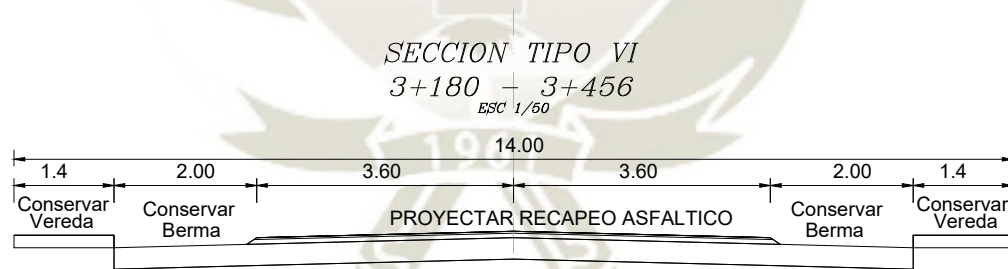 SECCION TIPO VI
3+180 - 3+456
ESC 1/50
1961
14.00
1.4 2.00 3.60 3.60 2.00 1.4
Conservar Vereda
Conservar Berma
PROYECTAR RECAPEO ASFALTICO
Conservar Berma
Conservar Vereda